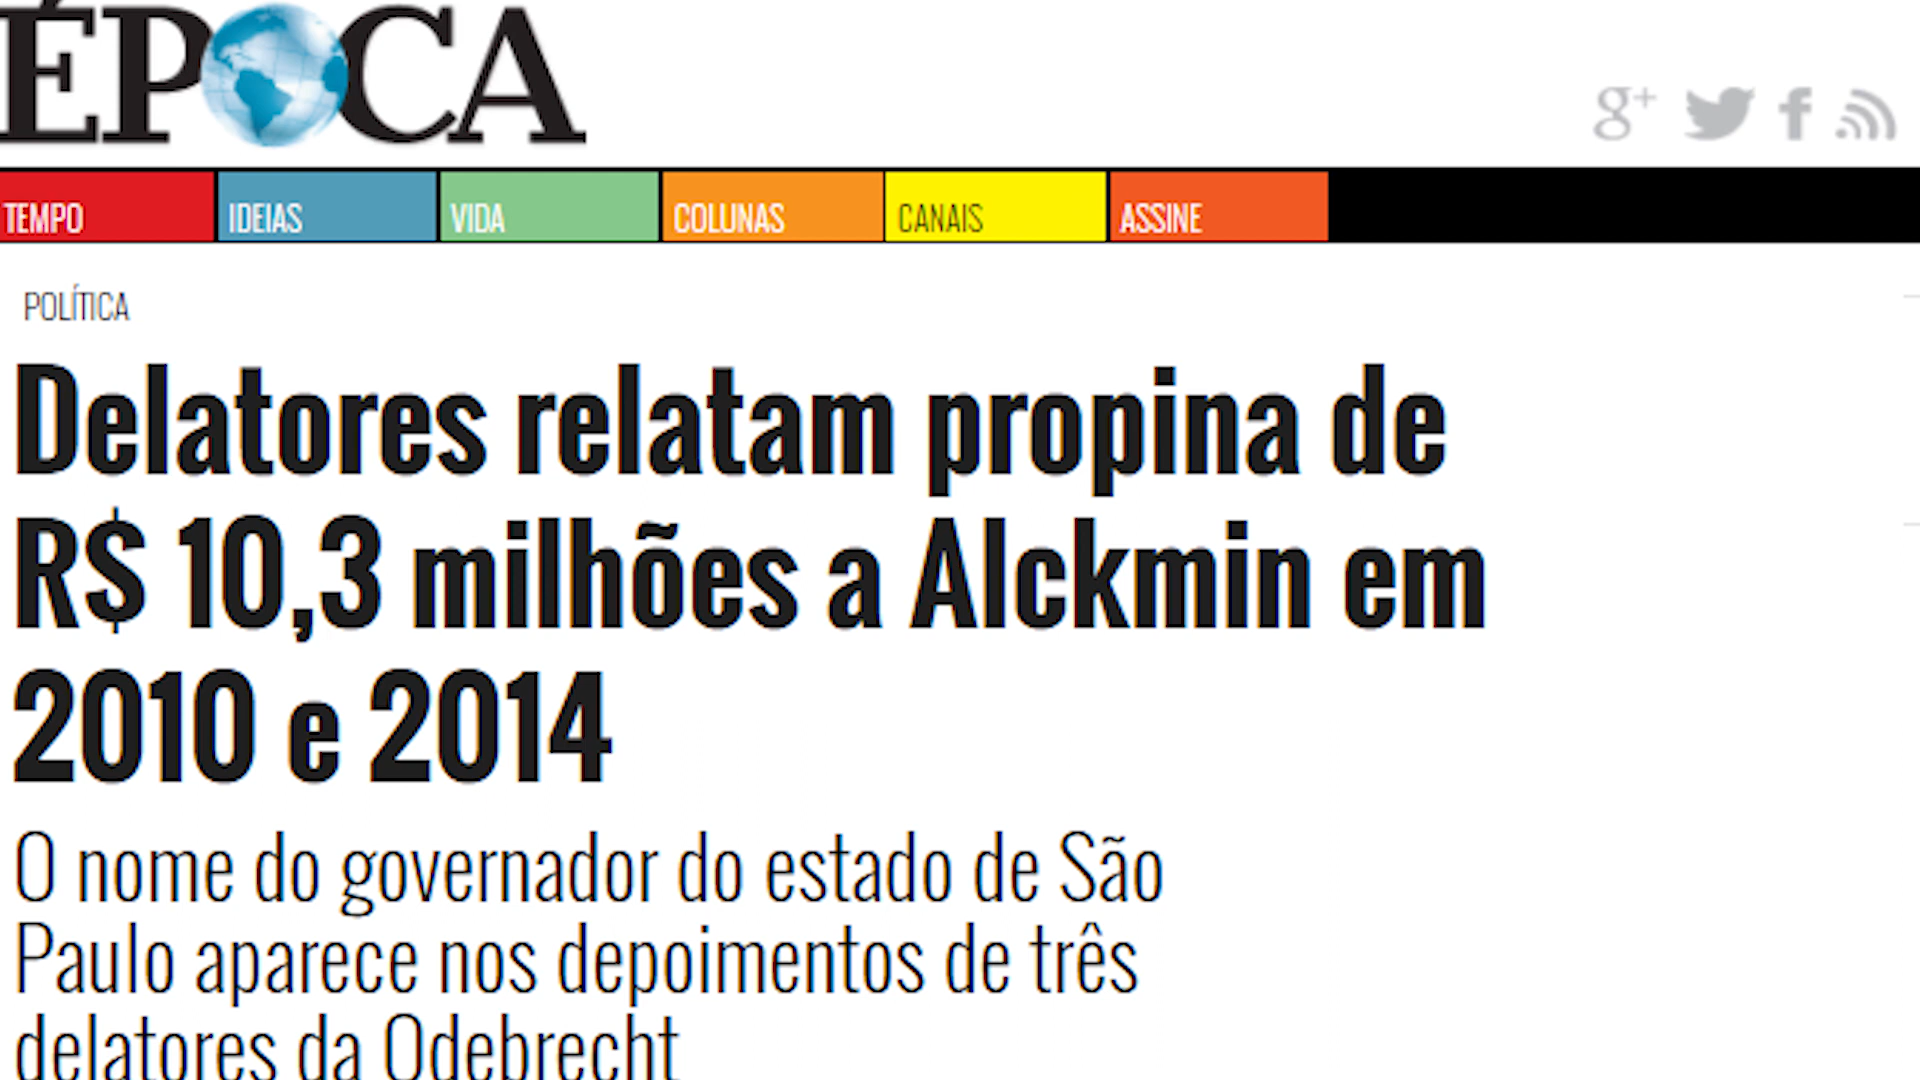 ÉPOCA
g+
TEMPO IDEIAS VIDA COLUNAS CANAIS ASSINE
POLÍTICA
Delatores relatam propina de
R$ 10,3 milhões a Alckmin em
2010 e 2014
O nome do governador do estado de São
Paulo aparece nos depoimentos de três
delatores da Odebrecht